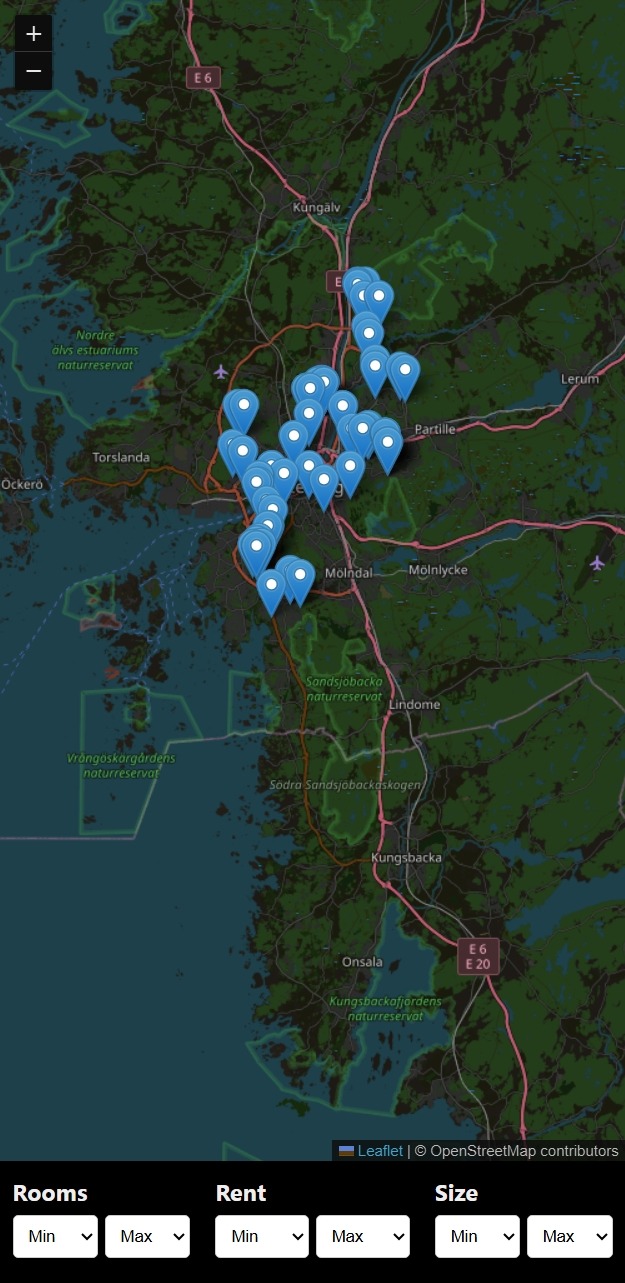 +
−
E 6
Kungälv
E
Nordre
älvs estuariums
naturreservat
Lerum
Partille
Torslanda
Öckerö
Mölndal
Mölnlycke
Sandsjöbacka
naturreservat
Lindome
Vrångöskärgårdens
naturreservat
Södra Sandsjöbackaskogen
Kungsbacka
E 6
E 20
Onsala
Kungsbackafjordens
naturreservat
Leaflet | © OpenStreetMap contributors
Rooms Rent Size
Min Max Min Max Min Max